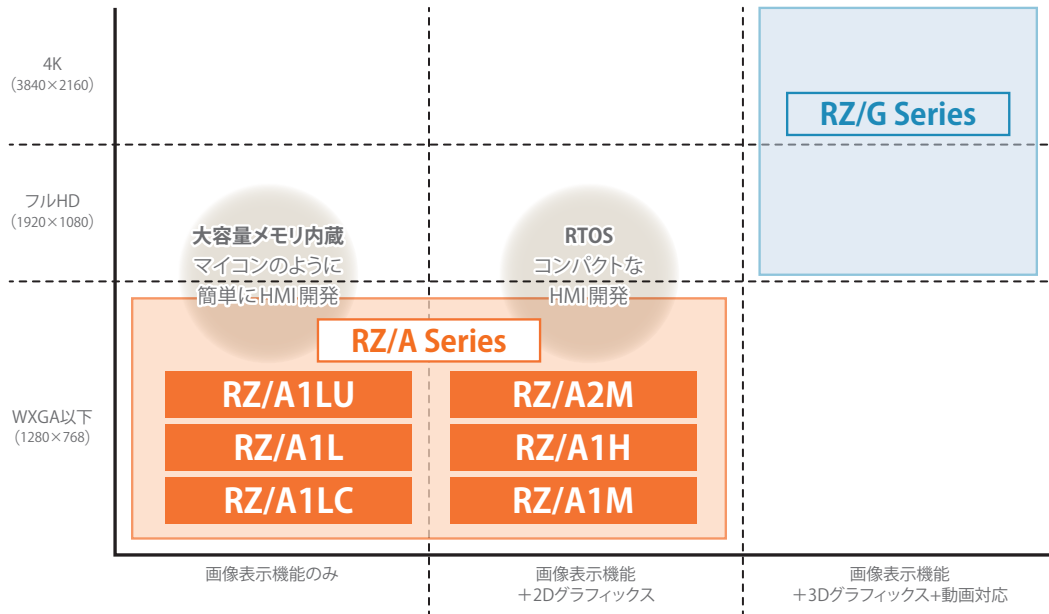 4K
（3840×2160）
RZ/G Series
フルHD
（1920×1080）
大容量メモリ内蔵
マイコンのように
簡単にHMI開発
RTOS
コンパクトな
HMI開発
RZ/A Series
WXGA以下
（1280×768）
RZ/A1LU
RZ/A2M
RZ/A1L
RZ/A1H
RZ/A1LC
RZ/A1M
画像表示機能のみ
画像表示機能
＋2Dグラフィックス
画像表示機能
＋3Dグラフィックス+動画対応